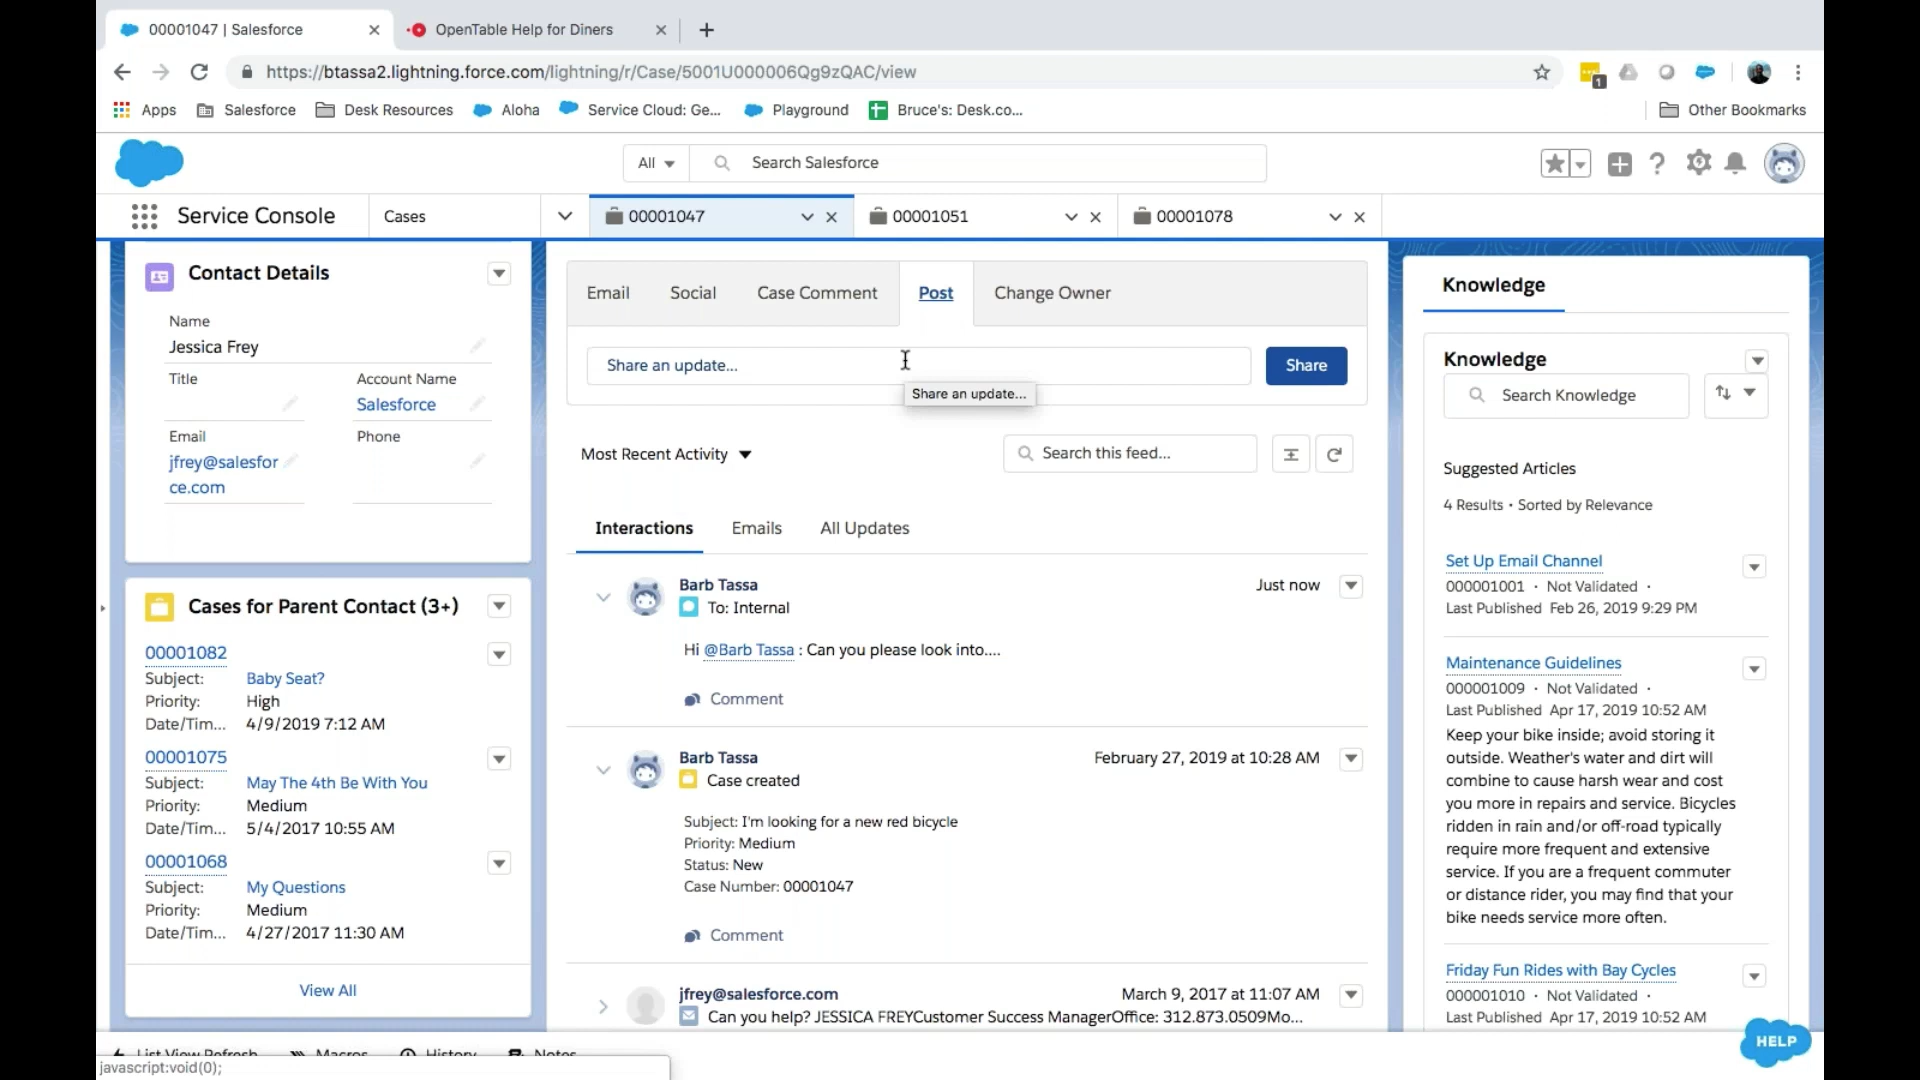 00001047 | Salesforce
OpenTable Help for Diners
https://btassa2.lightning.force.com/lightning/r/Case/5001U000006Qg9zQAC/view
1
Apps
Salesforce
Desk Resources
Aloha
Service Cloud: Ge...
Playground
Bruce's: Desk.co...
Other Bookmarks
All
Search Salesforce
Service Console
Cases
00001047
00001051
00001078
Contact Details
Name
Jessica Frey
Title
Account Name
Salesforce
Email
Phone
jfrey@salesfor
ce.com
Cases for Parent Contact (3+)
00001082
Subject: Baby Seat?
Priority: High
Date/Tim... 4/9/2019 7:12 AM
00001075
Subject: May The 4th Be With You
Priority: Medium
Date/Tim... 5/4/2017 10:55 AM
00001068
Subject: My Questions
Priority: Medium
Date/Tim... 4/27/2017 11:30 AM
View All
Email
Social
Case Comment
Post
Change Owner
Share an update...
Share
Share an update...
Most Recent Activity
Search this feed...
Interactions
Emails
All Updates
Barb Tassa
Just now
To: Internal
Hi @Barb Tassa : Can you please look into....
Comment
Barb Tassa
February 27, 2019 at 10:28 AM
Case created
Subject: I'm looking for a new red bicycle
Priority: Medium
Status: New
Case Number: 00001047
Comment
jfrey@salesforce.com
March 9, 2017 at 11:07 AM
Can you help? JESSICA FREYCustomer Success ManagerOffice: 312.873.0509Mo...
Knowledge
Knowledge
Search Knowledge
Suggested Articles
4 Results • Sorted by Relevance
Set Up Email Channel
000001001 • Not Validated •
Last Published Feb 26, 2019 9:29 PM
Maintenance Guidelines
000001009 • Not Validated •
Last Published Apr 17, 2019 10:52 AM
Keep your bike inside; avoid storing it
outside. Weather's water and dirt will
combine to cause harsh wear and cost
you more in repairs and service. Bicycles
ridden in rain and/or off-road typically
require more frequent and extensive
service. If you are a frequent commuter
or distance rider, you may find that your
bike needs service more often.
Friday Fun Rides with Bay Cycles
000001010 • Not Validated •
Last Published Apr 17, 2019 10:52 AM
HELP
List View Refresh
Macros
History
Notes
javascript:void(0);